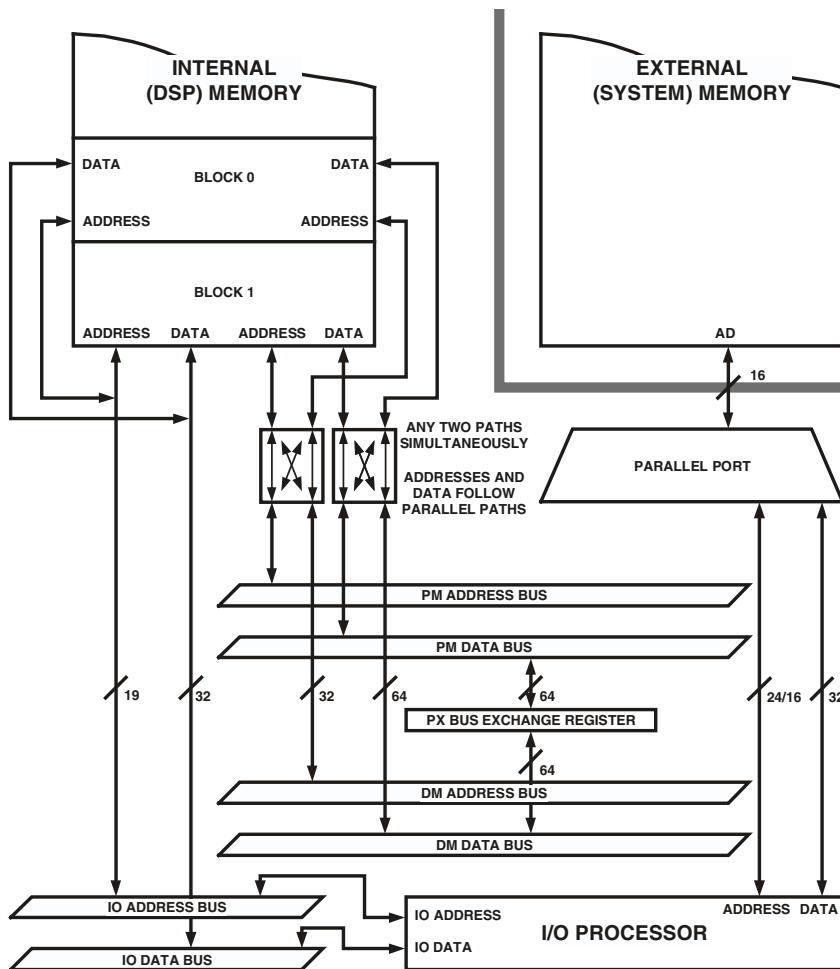 INTERNAL
(DSP) MEMORY
EXTERNAL
(SYSTEM) MEMORY
DATA
DATA
BLOCK 0
ADDRESS
ADDRESS
BLOCK 1
ADDRESS DATA ADDRESS DATA
AD
16
ANY TWO PATHS
SIMULTANEOUSLY
ADDRESSES AND
DATA FOLLOW
PARALLEL PATHS
PARALLEL PORT
PM ADDRESS BUS
PM DATA BUS
19
32
32
64
64
24/16
32
PX BUS EXCHANGE REGISTER
64
DM ADDRESS BUS
DM DATA BUS
IO ADDRESS BUS
IO DATA BUS
IO ADDRESS
IO DATA
ADDRESS DATA
I/O PROCESSOR